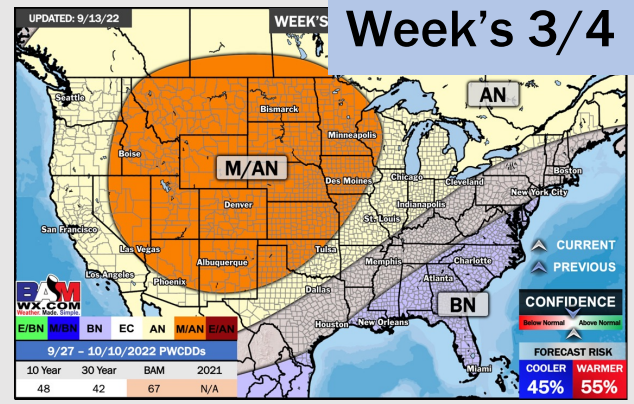 UPDATED: 9/13/22
WEEK'S
Week's 3/4
AN
Seattle
Bismarck
Minneapolis
Boise
M/AN
Boston
Des Moines
Chicago
Cleveland
New York City
Denver
Indianapolis
St. Louis
San Francisco
CURRENT
Las Vegas
Albuquerque
Tulsa
Memphis
Charlotte
PREVIOUS
Los Angeles
Phoenix
Dallas
Atlanta
BAM
WX.COM
Weather. Made. Simple.
BN
CONFIDENCE
Houston
New Orleans
Below Normal
Above Normal
E/BN M/BN BN EC AN M/AN E/AN
9/27 – 10/10/2022 PWCDDs
FORECAST RISK
10 Year 30 Year BAM 2021
Miami
COOLER WARMER
48 42 67 N/A
45% 55%